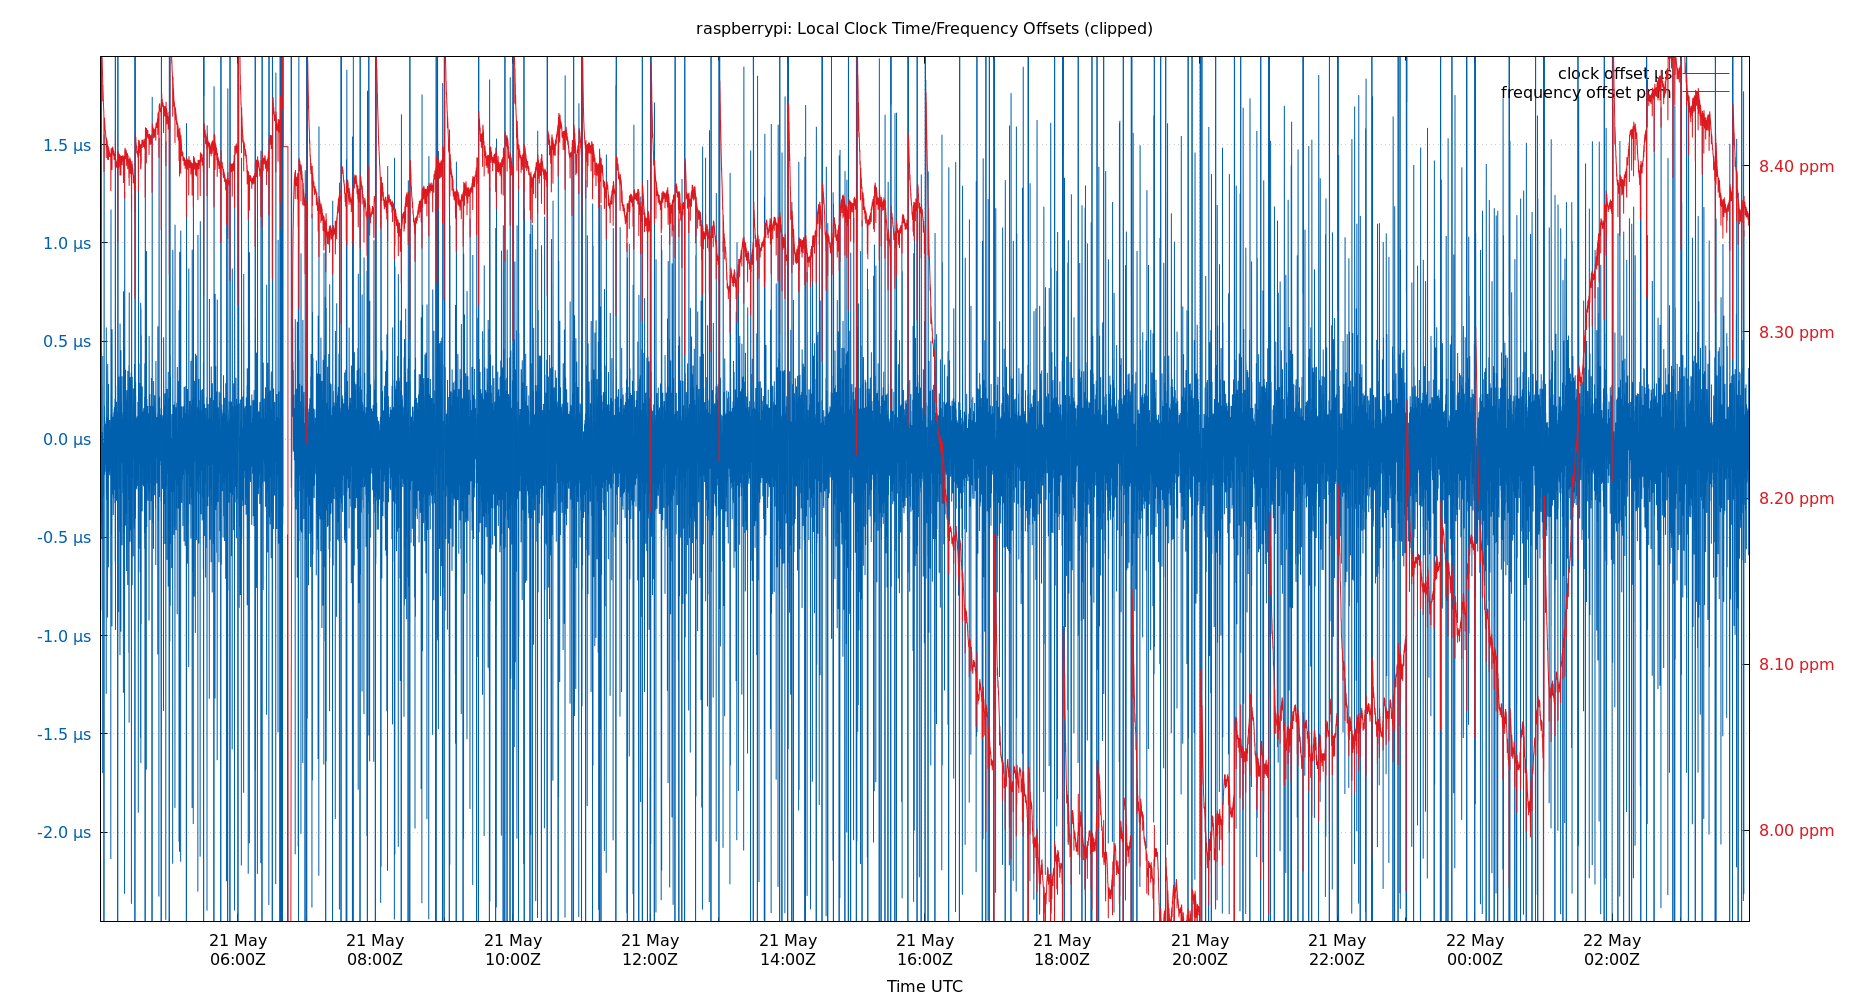 raspberrypi: Local Clock Time/Frequency Offsets (clipped)
clock offset µs
frequency offset ppm
1.5 µs
1.0 µs
0.5 µs
0.0 µs
-0.5 µs
-1.0 µs
-1.5 µs
-2.0 µs
8.40 ppm
8.30 ppm
8.20 ppm
8.10 ppm
8.00 ppm
21 May 21 May 21 May 21 May 21 May 21 May 21 May 21 May 21 May 22 May 22 May
06:00Z 08:00Z 10:00Z 12:00Z 14:00Z 16:00Z 18:00Z 20:00Z 22:00Z 00:00Z 02:00Z
Time UTC